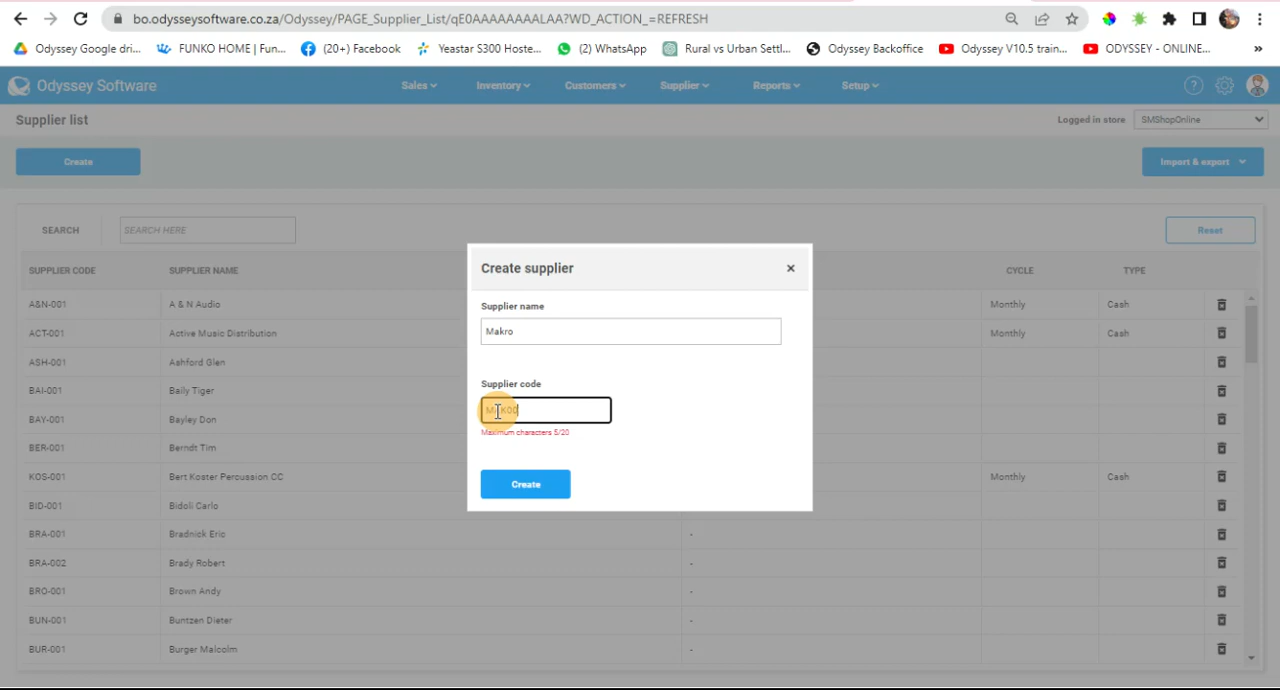 bo.odysseysoftware.co.za/Odyssey/PAGE_Supplier_List/qE0AAAAAAAALAA?WD_ACTION_=REFRESH
Odyssey Google dri... FUNKO HOME | Fun... (20+) Facebook Yeastar S300 Hoste... (2) WhatsApp Rural vs Urban Settl... Odyssey Backoffice Odyssey V10.5 train... ODYSSEY - ONLINE... »
Odyssey Software Sales Inventory Customers Supplier Reports Setup ?
Supplier list Logged in store SMShopOnline
Create Import & export
SEARCH SEARCH HERE Reset
SUPPLIER CODE SUPPLIER NAME CYCLE TYPE
A&N-001 A & N Audio Monthly Cash
ACT-001 Active Music Distribution Monthly Cash
ASH-001 Ashford Glen
BAI-001 Baily Tiger
BAY-001 Bayley Don
BER-001 Berndt Tim
KOS-001 Bert Koster Percussion CC Monthly Cash
BID-001 Bidoli Carlo
BRA-001 Bradnick Eric -
BRA-002 Brady Robert -
BRO-001 Brown Andy -
BUN-001 Buntzen Dieter -
BUR-001 Burger Malcolm -
Create supplier ×
Supplier name
Makro
Supplier code
MAK00
Maximum characters 5/20
Create